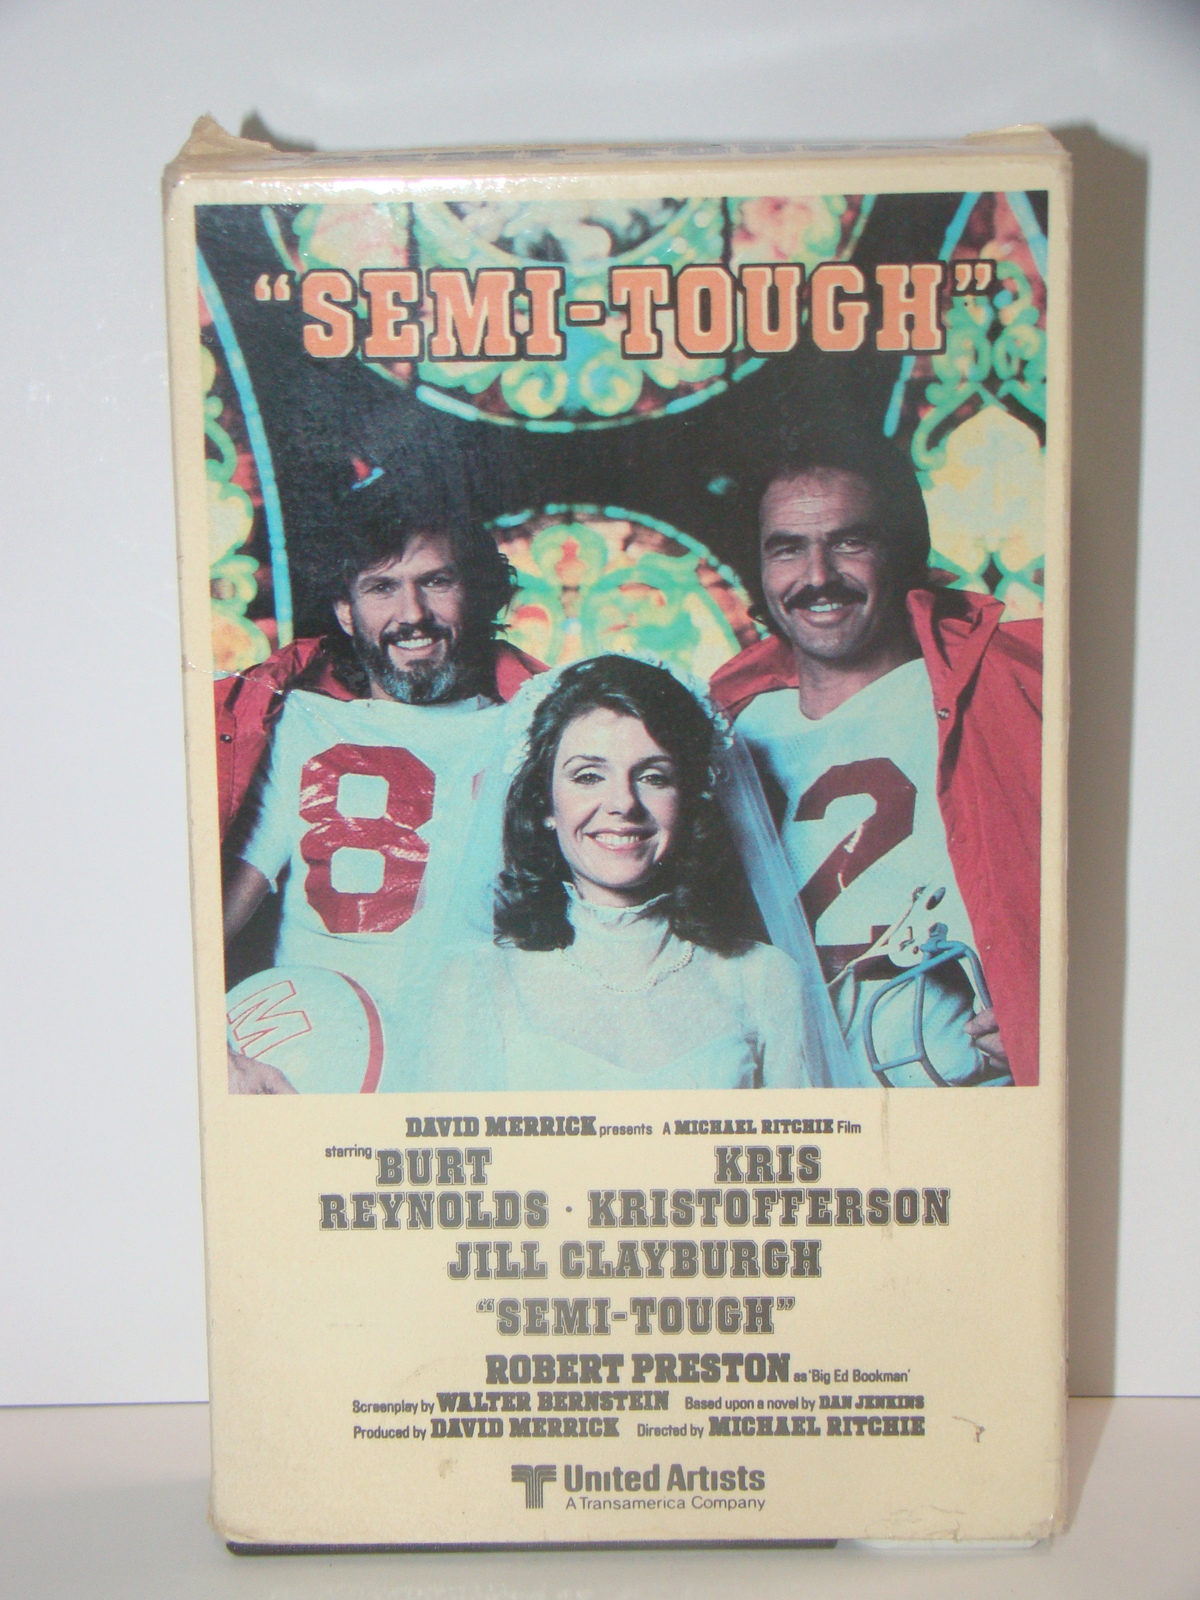 “SEMI-TOUGH”
8
2
M
DAVID MERRICK presents A MICHAEL RITCHIE Film
starring BURT REYNOLDS · KRIS KRISTOFFERSON
JILL CLAYBURGH
“SEMI-TOUGH”
ROBERT PRESTON as ‘Big Ed Bookman’
Screenplay by WALTER BERNSTEIN Based upon a novel by DAN JENKINS
Produced by DAVID MERRICK Directed by MICHAEL RITCHIE
United Artists
A Transamerica Company